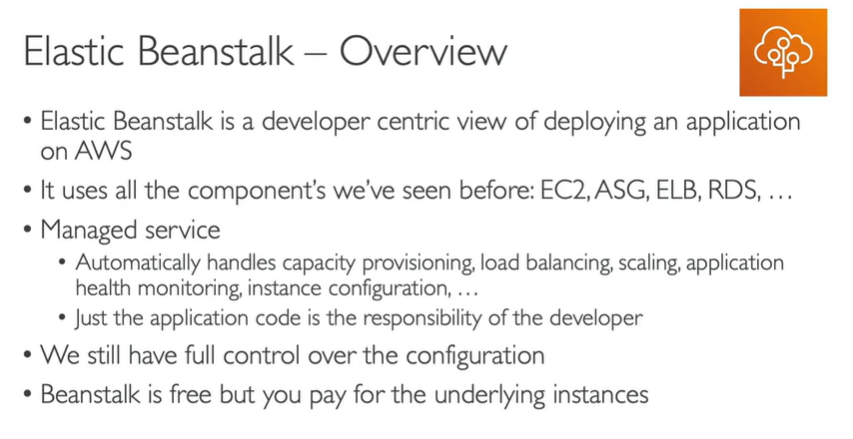 Elastic Beanstalk – Overview
• Elastic Beanstalk is a developer centric view of deploying an application
on AWS
• It uses all the component's we've seen before: EC2, ASG, ELB, RDS, …
• Managed service
• Automatically handles capacity provisioning, load balancing, scaling, application
health monitoring, instance configuration, …
• Just the application code is the responsibility of the developer
• We still have full control over the configuration
• Beanstalk is free but you pay for the underlying instances